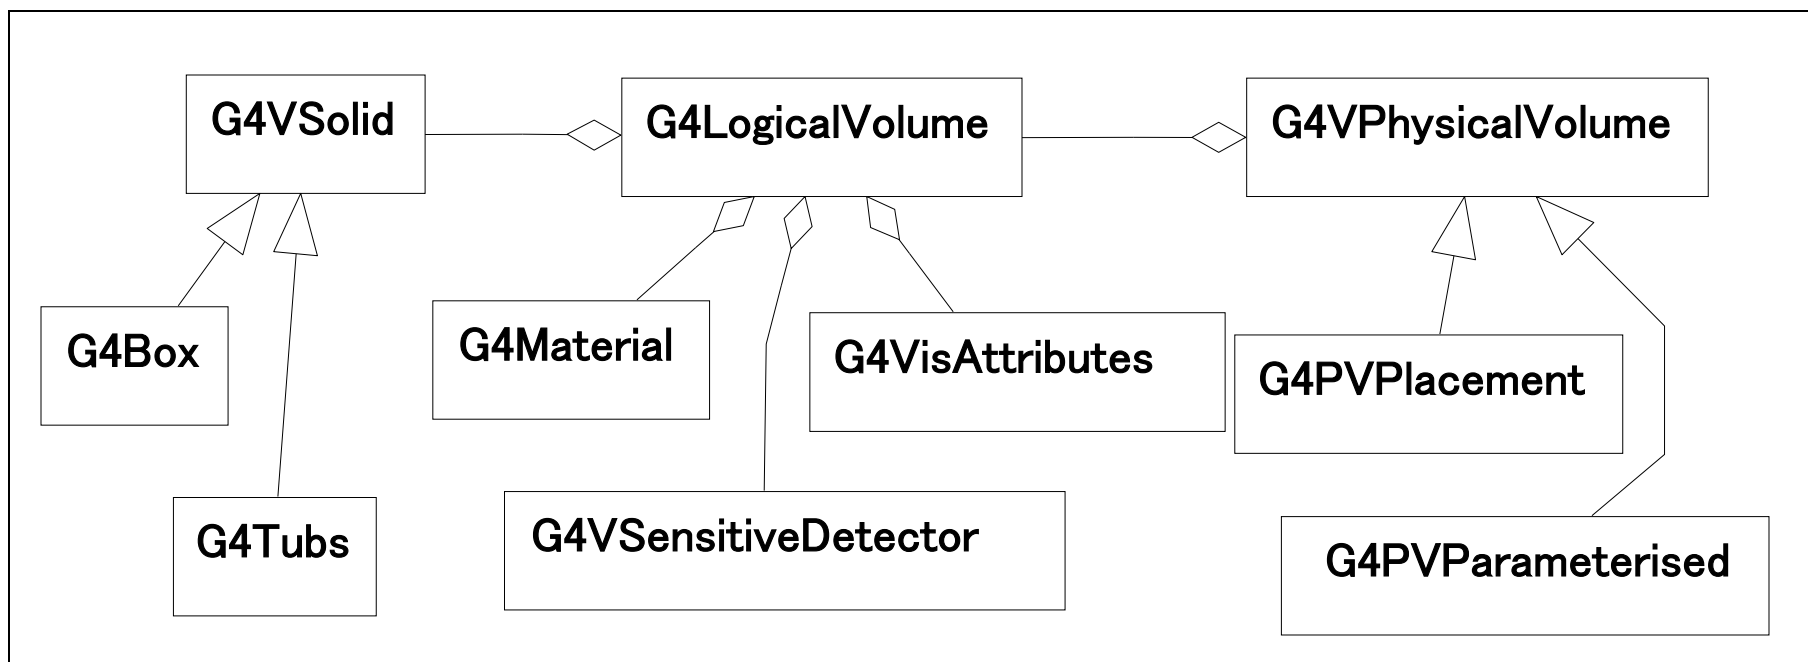 G4VSolid
G4LogicalVolume
G4VPhysicalVolume
G4Box
G4Material
G4VisAttributes
G4PVPlacement
G4Tubs
G4VSensitiveDetector
G4PVParameterised